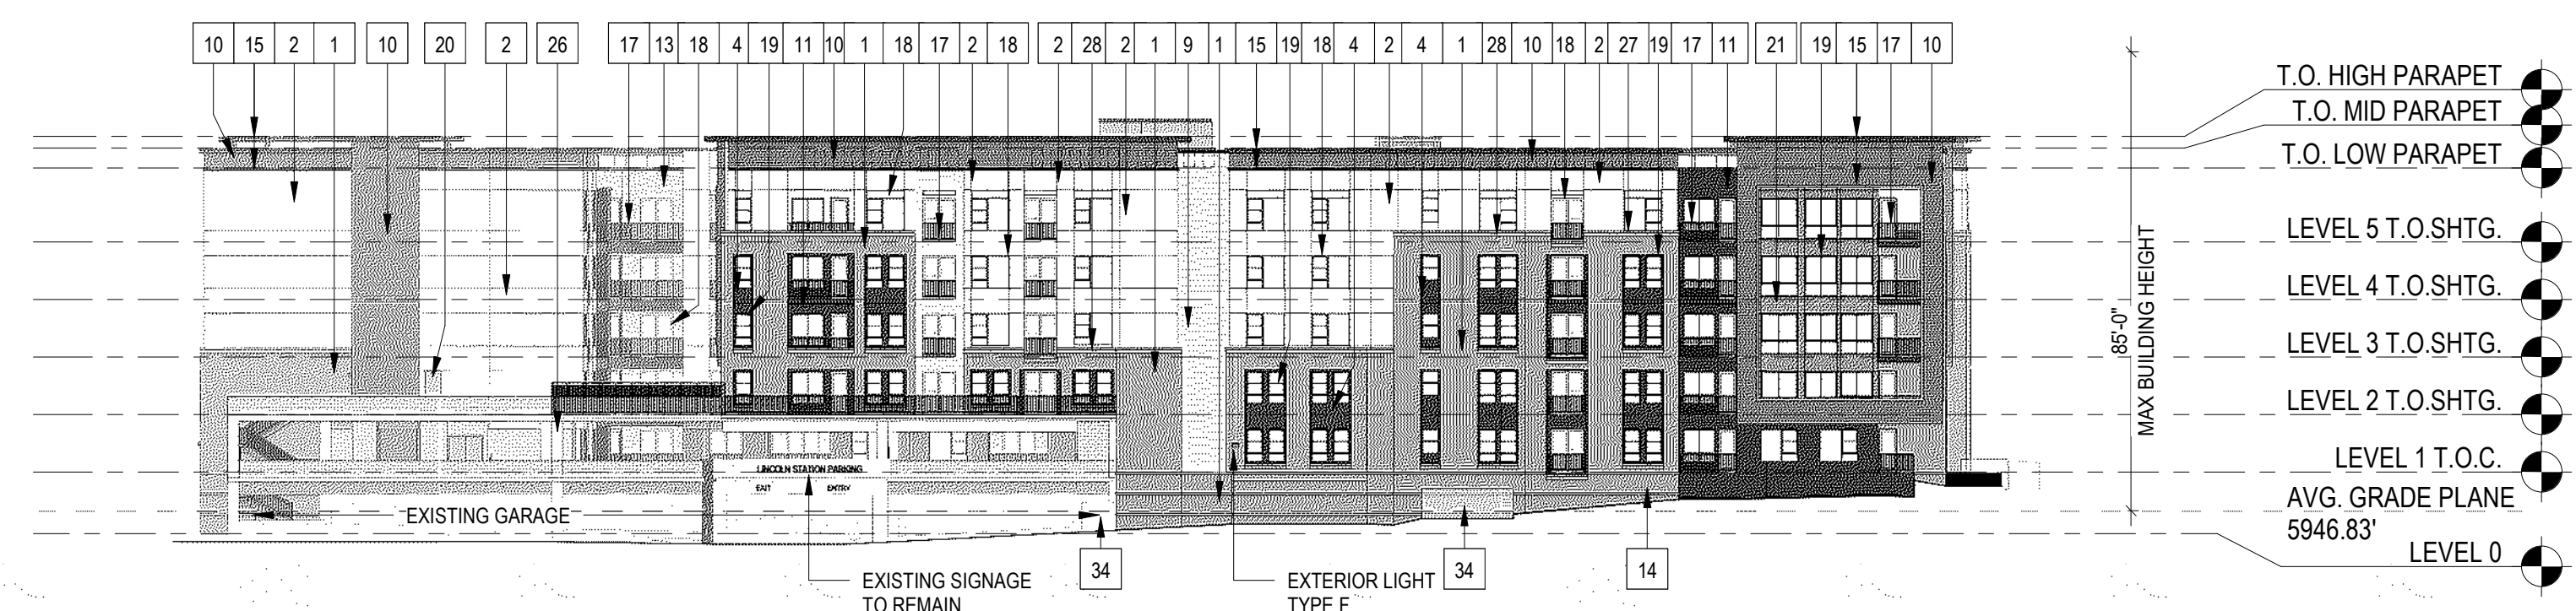 10 15 2 1 10 20 2 26 17 13 18 4 19 11 10 1 18 17 2 18 2 28 2 1 9 1 15 19 18 4 2 4 1 28 10 18 2 27 19 17 11 21 19 15 17 10
T.O. HIGH PARAPET
T.O. MID PARAPET
T.O. LOW PARAPET
LEVEL 5 T.O.SHTG.
LEVEL 4 T.O.SHTG.
LEVEL 3 T.O.SHTG.
LEVEL 2 T.O.SHTG.
LEVEL 1 T.O.C.
AVG. GRADE PLANE
5946.83'
LEVEL 0
85'-0"
MAX BUILDING HEIGHT
LINCOLN STATION PARKING
EXIT ENTRY
EXISTING GARAGE
EXISTING SIGNAGE
TO REMAIN
34
EXTERIOR LIGHT
TYPE F
34
14